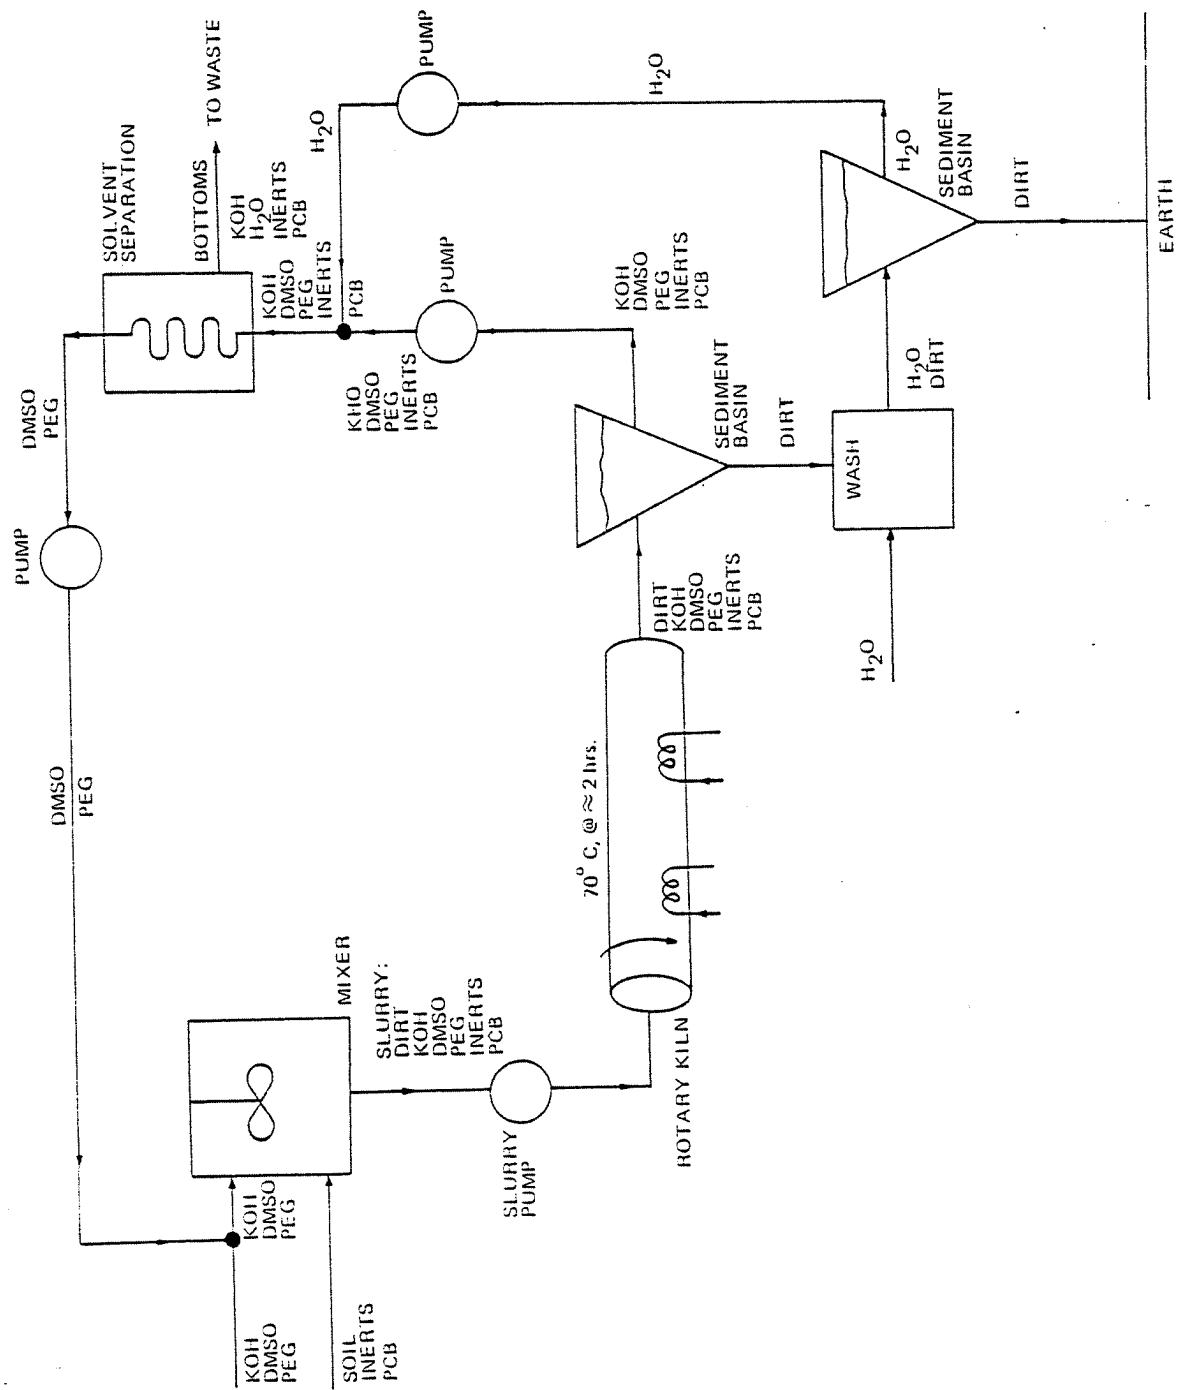 KOH
DMSO
PEG
SOIL
INERTS
PCB
KOH
DMSO
PEG
MIXER
SLURRY:
DIRT
KOH
DMSO
PEG
INERTS
PCB
SLURRY
PUMP
ROTARY KILN
70° C, @ ≈ 2 hrs.
DIRT
KOH
DMSO
PEG
INERTS
PCB
SEDIMENT
BASIN
DIRT
WASH
H₂O
H₂O
DIRT
SEDIMENT
BASIN
DIRT
EARTH
H₂O
H₂O
PUMP
H₂O
KOH
DMSO
PEG
INERTS
PCB
PUMP
KHO
DMSO
PEG
INERTS
PCB
KOH
DMSO
PEG
INERTS
PCB
SOLVENT
SEPARATION
BOTTOMS
TO WASTE
KOH
H₂O
INERTS
PCB
DMSO
PEG
PUMP
DMSO
PEG